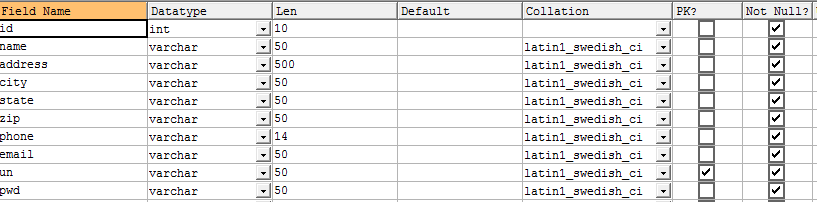 Field Name Datatype Len Default Collation PK? Not Null?
id int 10
name varchar 50 latin1_swedish_ci
address varchar 500 latin1_swedish_ci
city varchar 50 latin1_swedish_ci
state varchar 50 latin1_swedish_ci
zip varchar 50 latin1_swedish_ci
phone varchar 14 latin1_swedish_ci
email varchar 50 latin1_swedish_ci
un varchar 50 latin1_swedish_ci
pwd varchar 50 latin1_swedish_ci